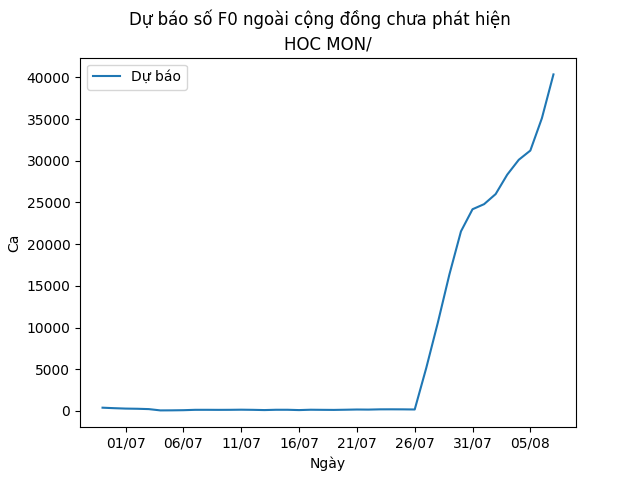 Dự báo số F0 ngoài cộng đồng chưa phát hiện
HOC MON/
Dự báo
40000
35000
30000
25000
20000
15000
10000
5000
0
Ca
01/07 06/07 11/07 16/07 21/07 26/07 31/07 05/08
Ngày